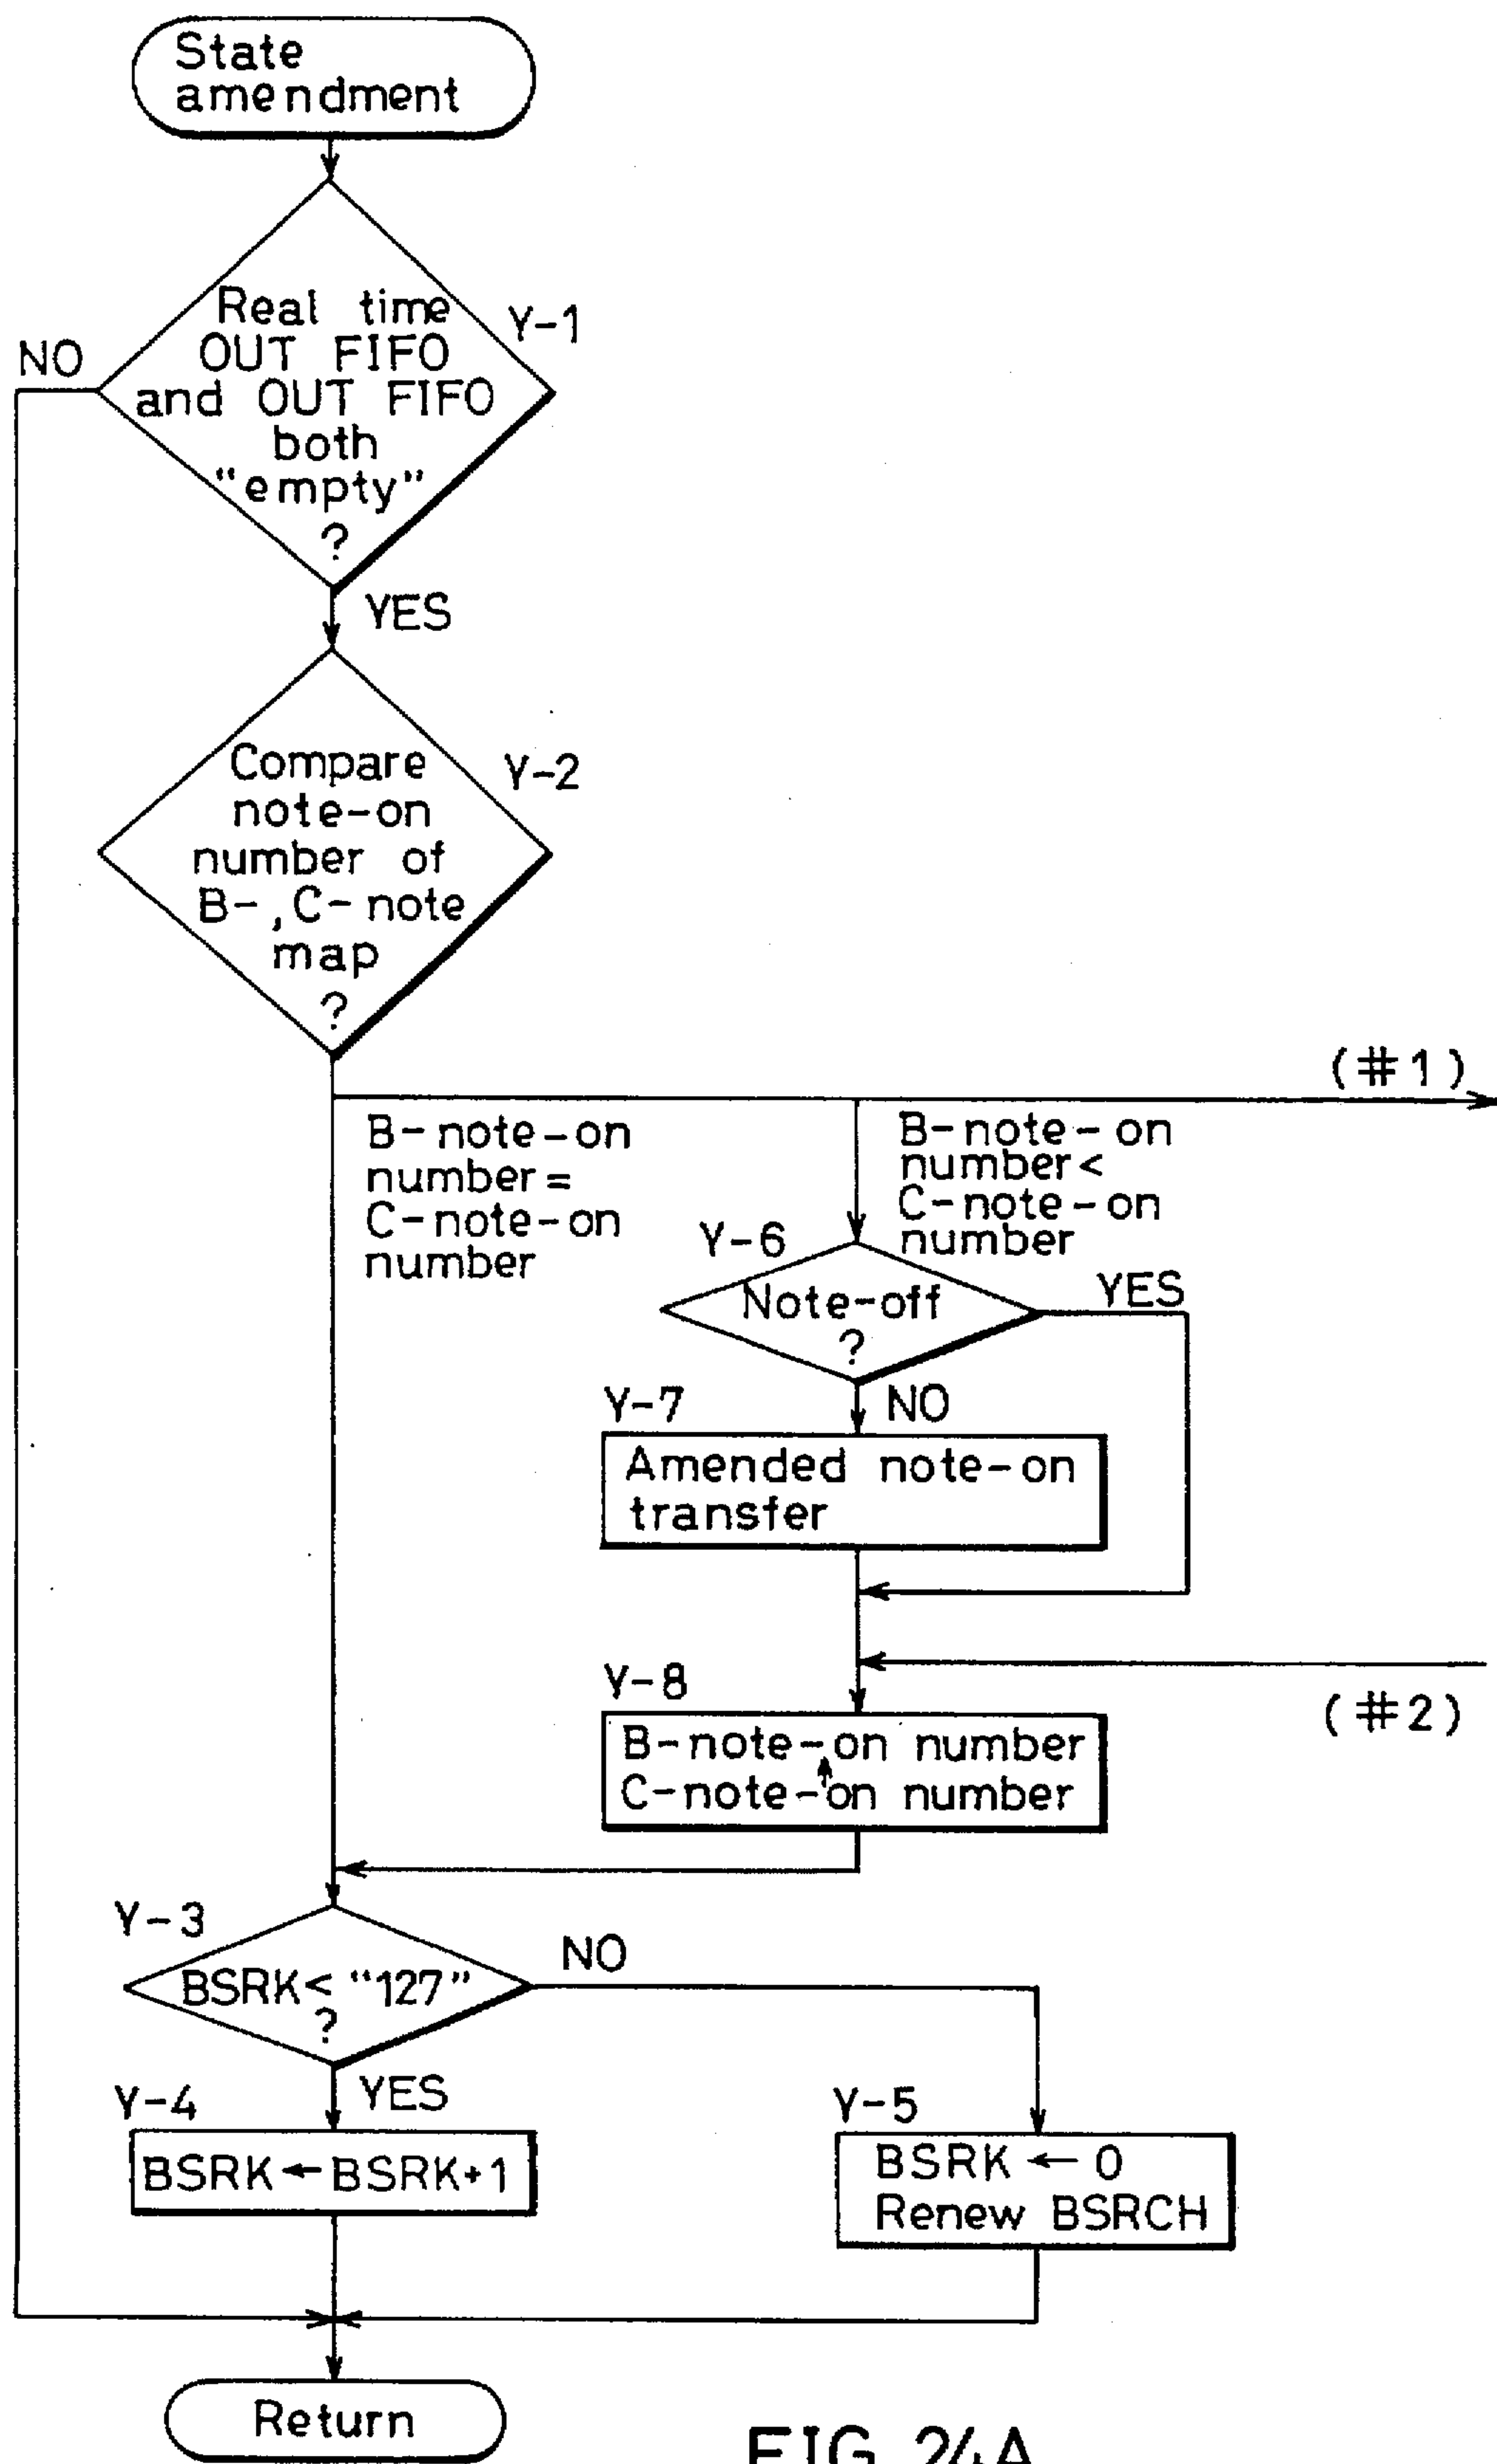 State
amendment
Real time
OUT FIFO
and OUT FIFO
both
"empty"
?
Y-1
NO
YES
Compare
note-on
number of
B-, C-note
map
?
Y-2
(#1)
B-note-on
number=
C-note-on
number
B-note-on
number<
C-note-on
number
Y-6
Note-off
?
YES
NO
Y-7
Amended note-on
transfer
(#2)
Y-8
B-note-on number
↑
C-note-on number
Y-3
BSRK< "127"
?
NO
YES
Y-4
BSRK←BSRK+1
Y-5
BSRK ← 0
Renew BSRCH
Return
FIG. 24A